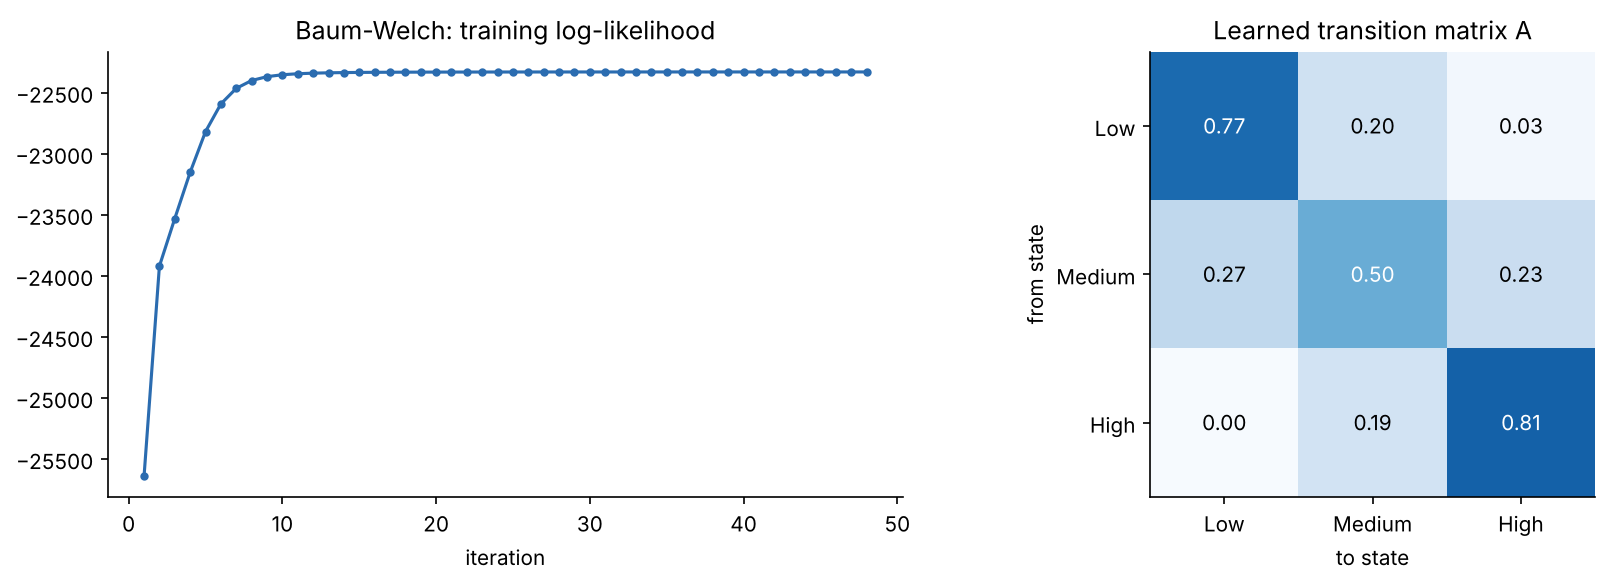 Baum-Welch: training log-likelihood
−22500
−23000
−23500
−24000
−24500
−25000
−25500
0 10 20 30 40 50
iteration
Learned transition matrix A
from state
Low 0.77 0.20 0.03
Medium 0.27 0.50 0.23
High 0.00 0.19 0.81
Low Medium High
to state